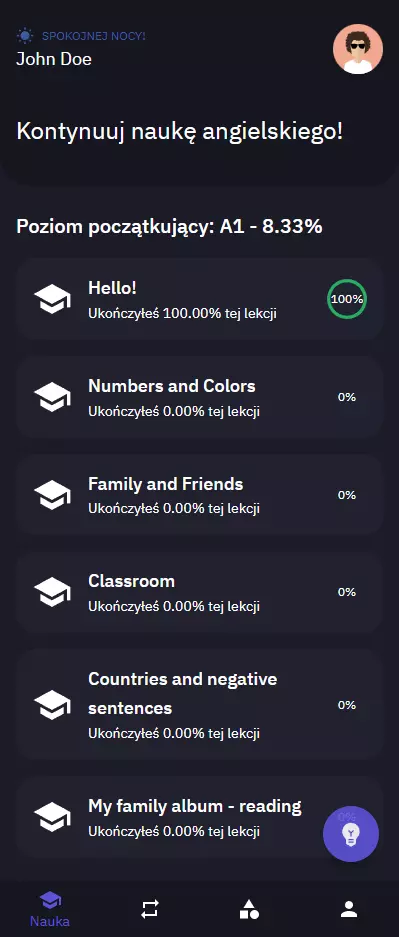 SPOKOJNEJ NOCY!
John Doe
Kontynuuj naukę angielskiego!
Poziom początkujący: A1 - 8.33%
Hello!
Ukończyłeś 100.00% tej lekcji
100%
Numbers and Colors
Ukończyłeś 0.00% tej lekcji
0%
Family and Friends
Ukończyłeś 0.00% tej lekcji
0%
Classroom
Ukończyłeś 0.00% tej lekcji
0%
Countries and negative
sentences
Ukończyłeś 0.00% tej lekcji
0%
My family album - reading
Ukończyłeś 0.00% tej lekcji
0%
Nauka